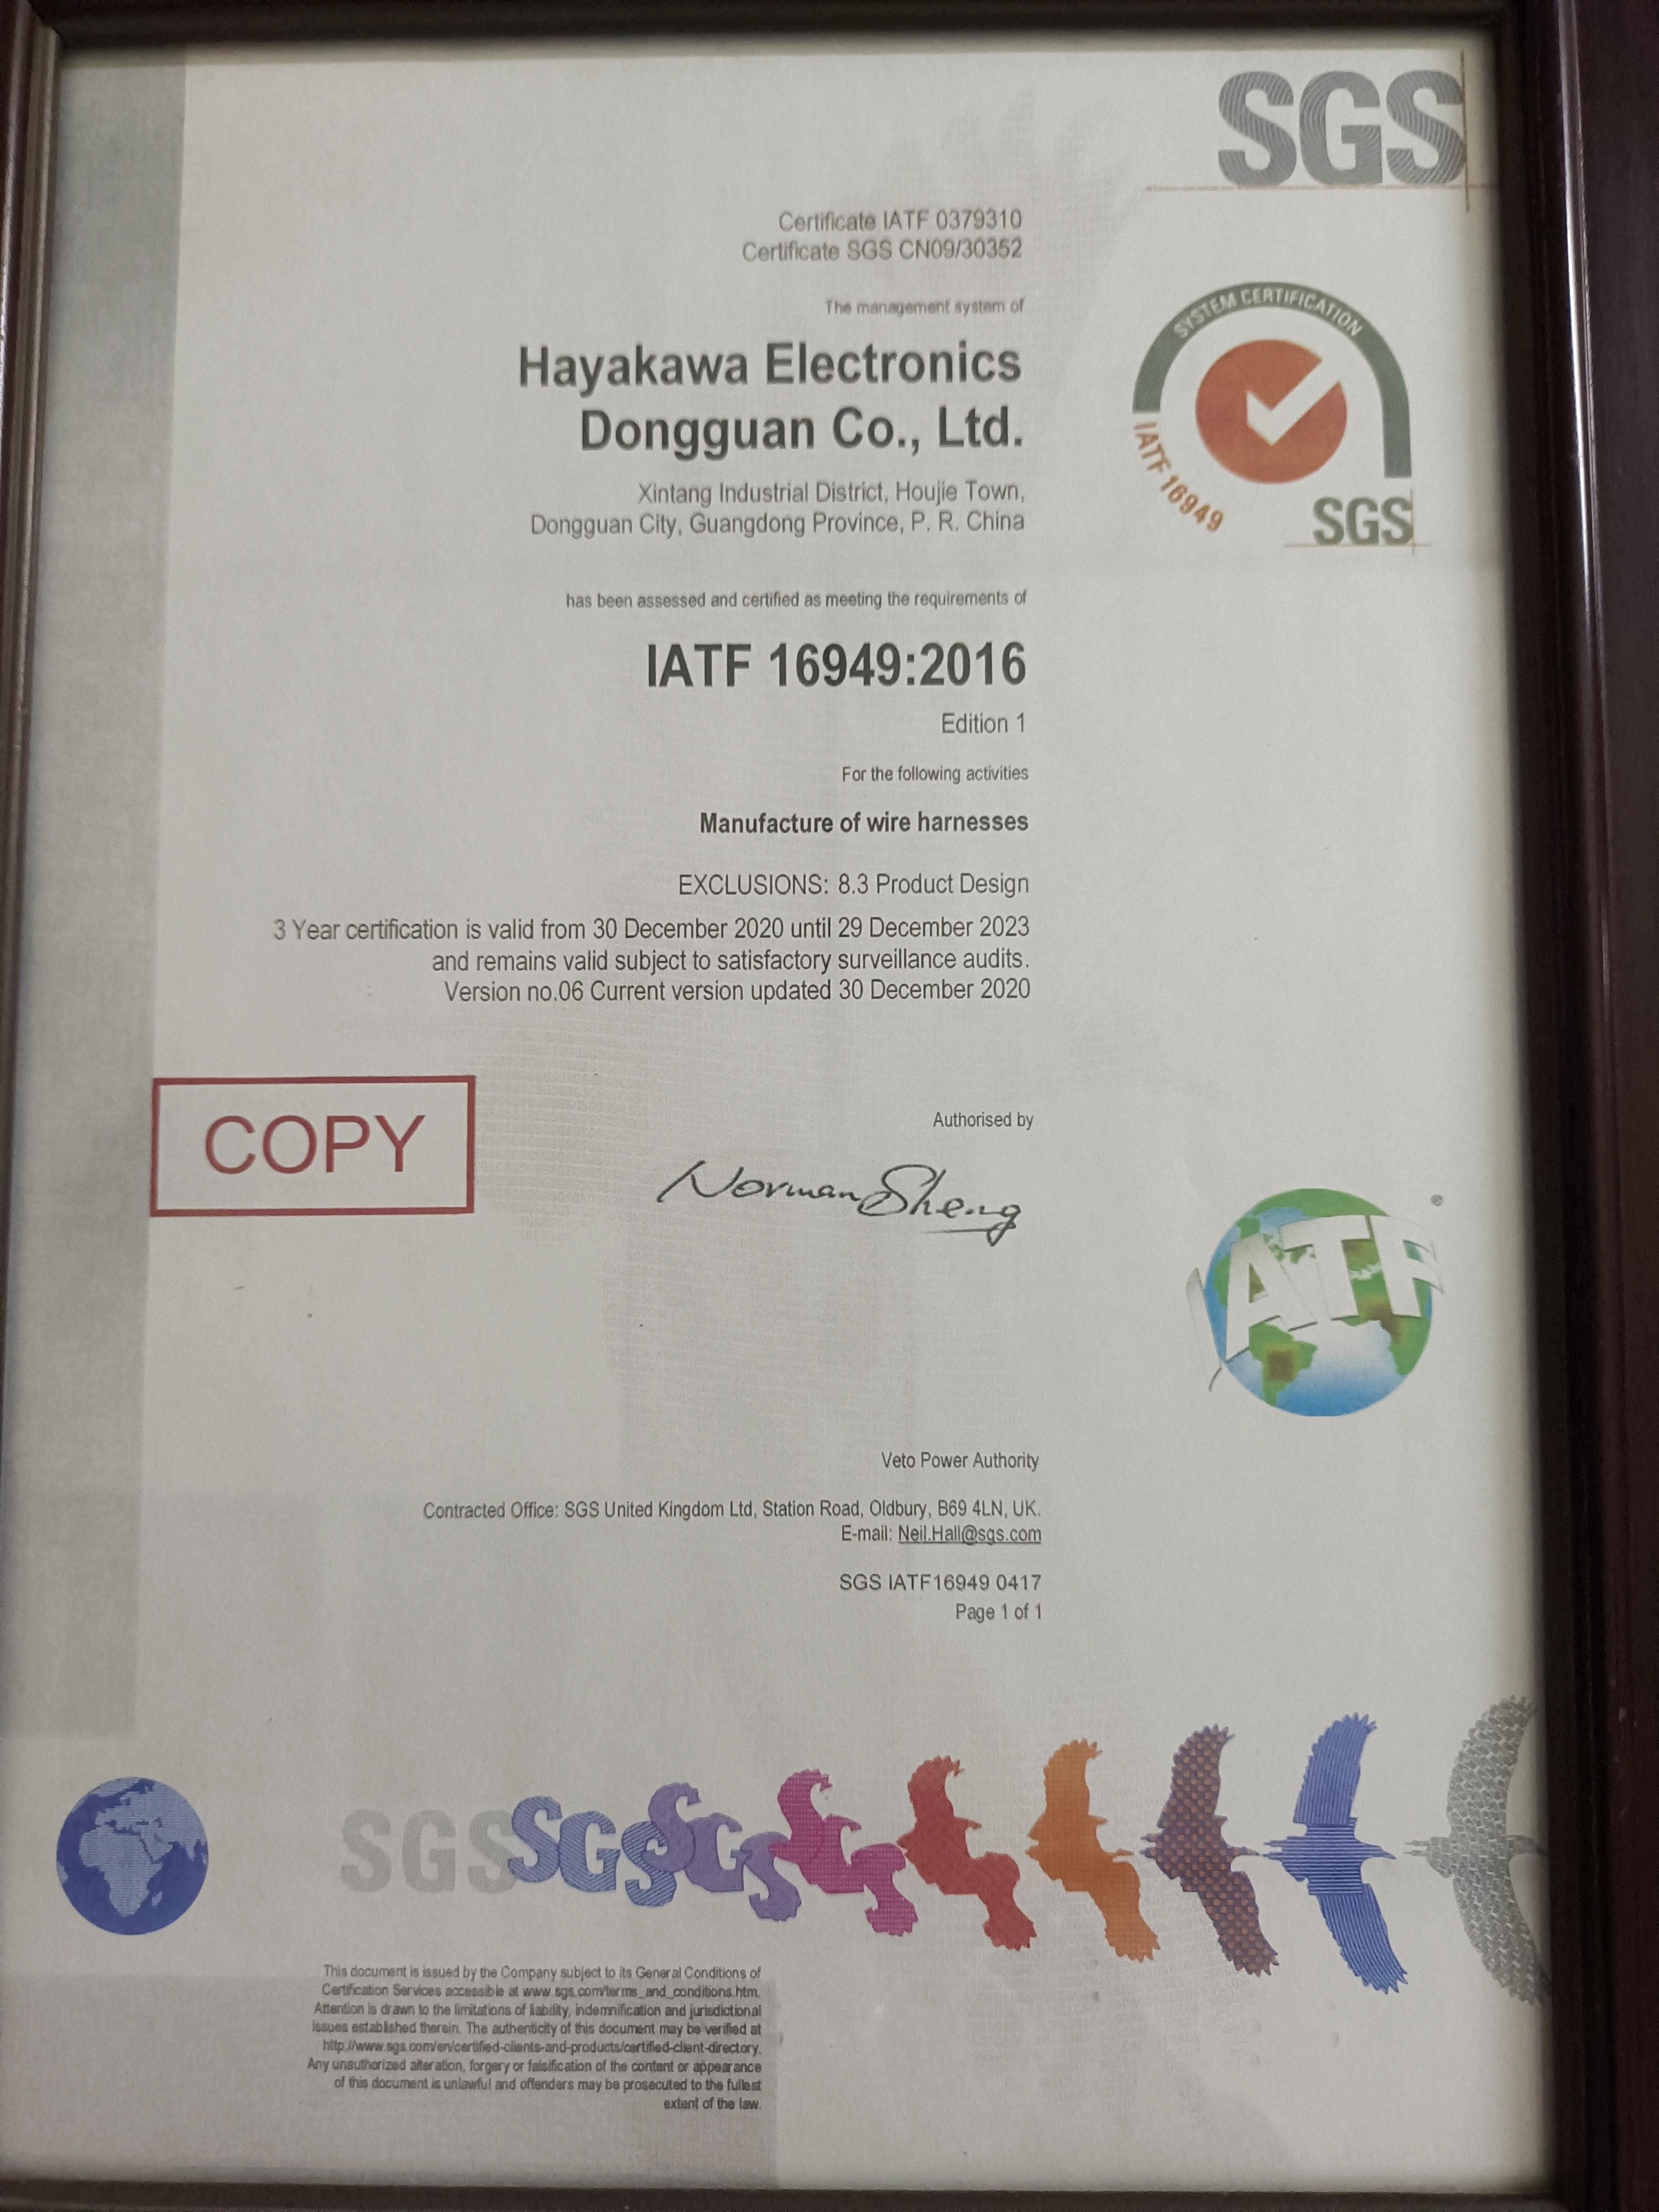 SGS
Certificate IATF 0379310
Certificate SGS CN09/30352
The management system of
Hayakawa Electronics
Dongguan Co., Ltd.
Xintang Industrial District, Houjie Town,
Dongguan City, Guangdong Province, P. R. China
SYSTEM CERTIFICATION
IATF 16949
SGS
has been assessed and certified as meeting the requirements of
IATF 16949:2016
Edition 1
For the following activities
Manufacture of wire harnesses
EXCLUSIONS: 8.3 Product Design
3 Year certification is valid from 30 December 2020 until 29 December 2023
and remains valid subject to satisfactory surveillance audits.
Version no.06 Current version updated 30 December 2020
COPY
Authorised by
Norman Sheng
IATF
®
Veto Power Authority
Contracted Office: SGS United Kingdom Ltd, Station Road, Oldbury, B69 4LN, UK.
E-mail: Neil.Hall@sgs.com
SGS IATF16949 0417
Page 1 of 1
SGS SGS SGS
This document is issued by the Company subject to its General Conditions of
Certification Services accessible at www.sgs.com/terms_and_conditions.htm.
Attention is drawn to the limitations of liability, indemnification and jurisdictional
issues established therein. The authenticity of this document may be verified at
http://www.sgs.com/en/certified-clients-and-products/certified-client-directory.
Any unauthorized alteration, forgery or falsification of the content or appearance
of this document is unlawful and offenders may be prosecuted to the fullest
extent of the law.